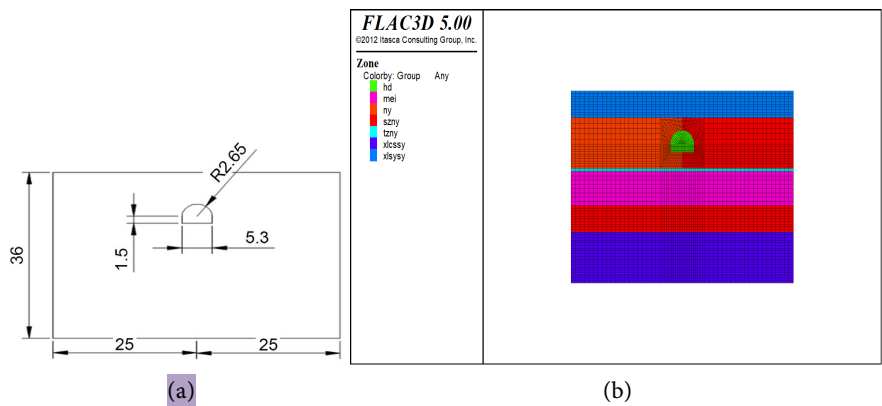 R2.65
36
1.5
5.3
25
25
(a)
FLAC3D 5.00
©2012 Itasca Consulting Group, Inc.
Zone
Colorby: Group Any
hd
mei
ny
szny
tzny
xlcssy
xlsysy
(b)